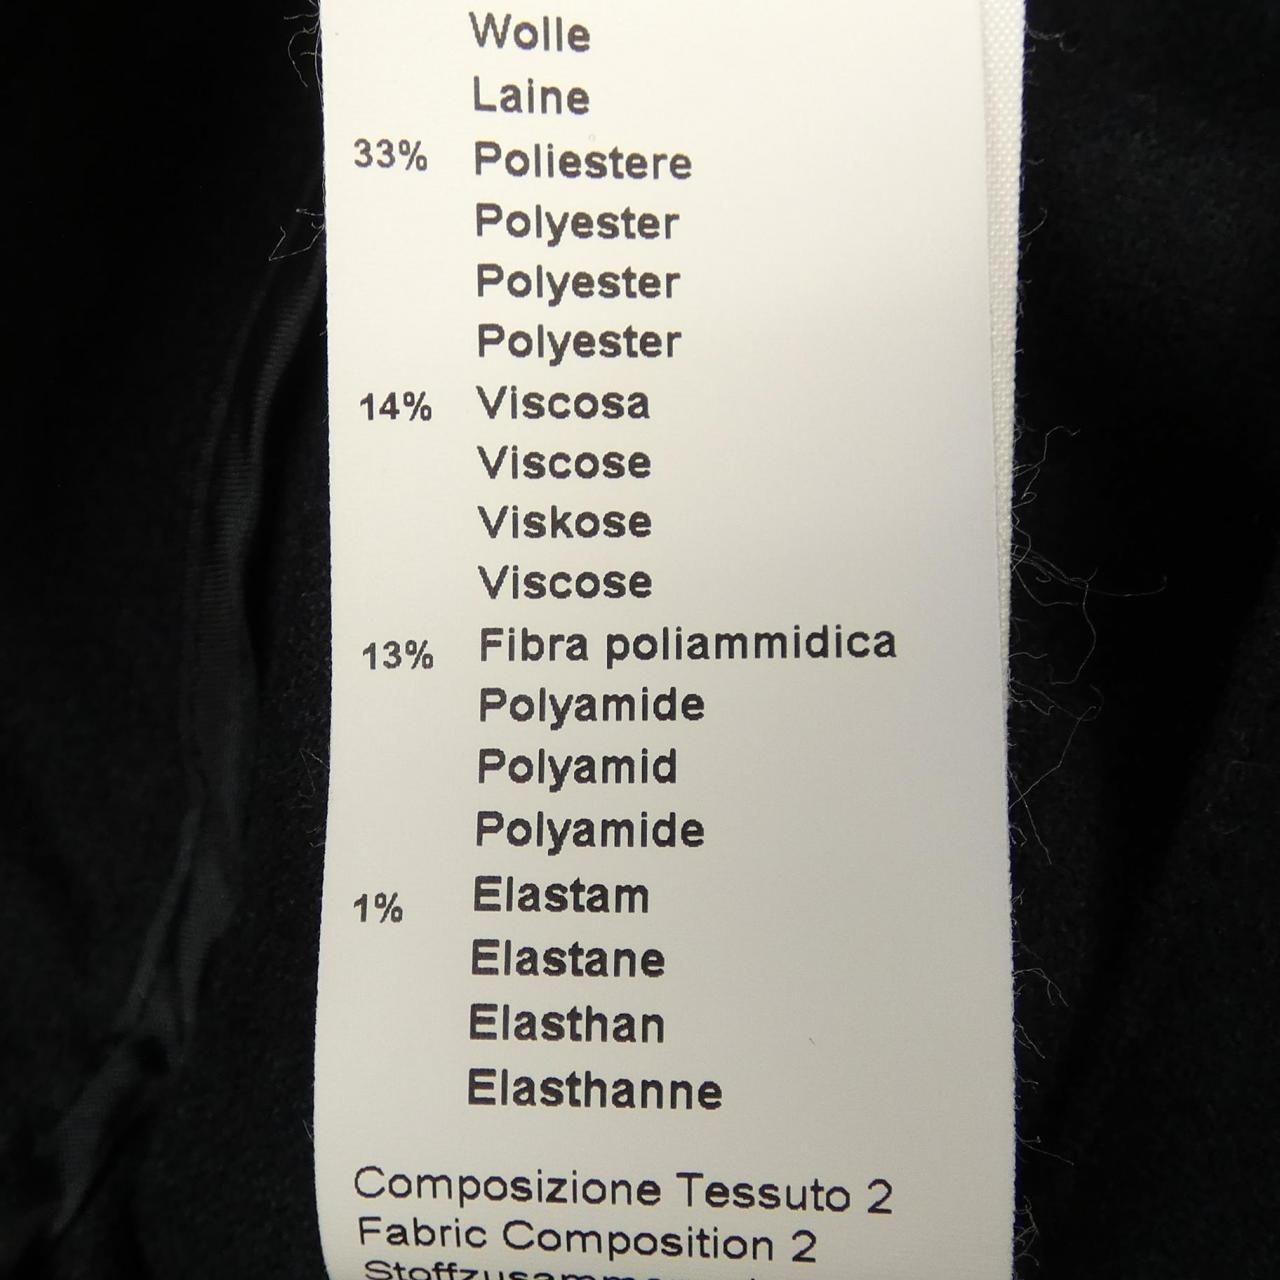 Wolle
Laine
33% Poliestere
Polyester
Polyester
Polyester
14% Viscosa
Viscose
Viskose
Viscose
13% Fibra poliammidica
Polyamide
Polyamid
Polyamide
1% Elastam
Elastane
Elasthan
Elasthanne
Composizione Tessuto 2
Fabric Composition 2